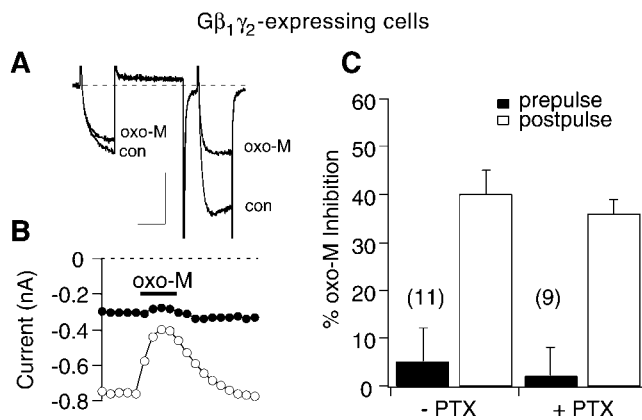 Gβ₁γ₂-expressing cells
A
oxo-M
con
oxo-M
con
B
Current (nA)
0
-0.2
-0.4
-0.6
-0.8
oxo-M
C
prepulse
postpulse
% oxo-M Inhibition
60
50
40
30
20
10
0
(11)
(9)
- PTX
+ PTX